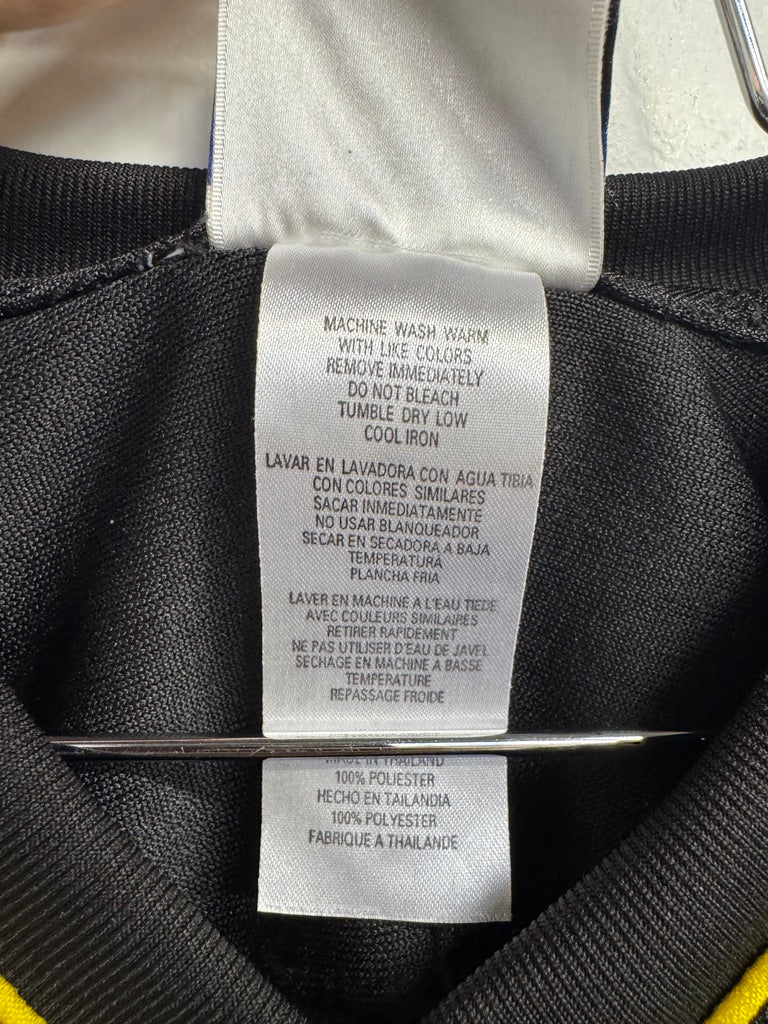 MACHINE WASH WARM
WITH LIKE COLORS
REMOVE IMMEDIATELY
DO NOT BLEACH
TUMBLE DRY LOW
COOL IRON
LAVAR EN LAVADORA CON AGUA TIBIA
CON COLORES SIMILARES
SACAR INMEDIATAMENTE
NO USAR BLANQUEADOR
SECAR EN SECADORA A BAJA
TEMPERATURA
PLANCHA FRIA
LAVER EN MACHINE A L'EAU TIEDE
AVEC COULEURS SIMILAIRES
RETIRER RAPIDEMENT
NE PAS UTILISER D'EAU DE JAVEL
SECHAGE EN MACHINE A BASSE
TEMPERATURE
REPASSAGE FROIDE
MADE IN THAILAND
100% POLIESTER
HECHO EN TAILANDIA
100% POLYESTER
FABRIQUE A THAILANDE